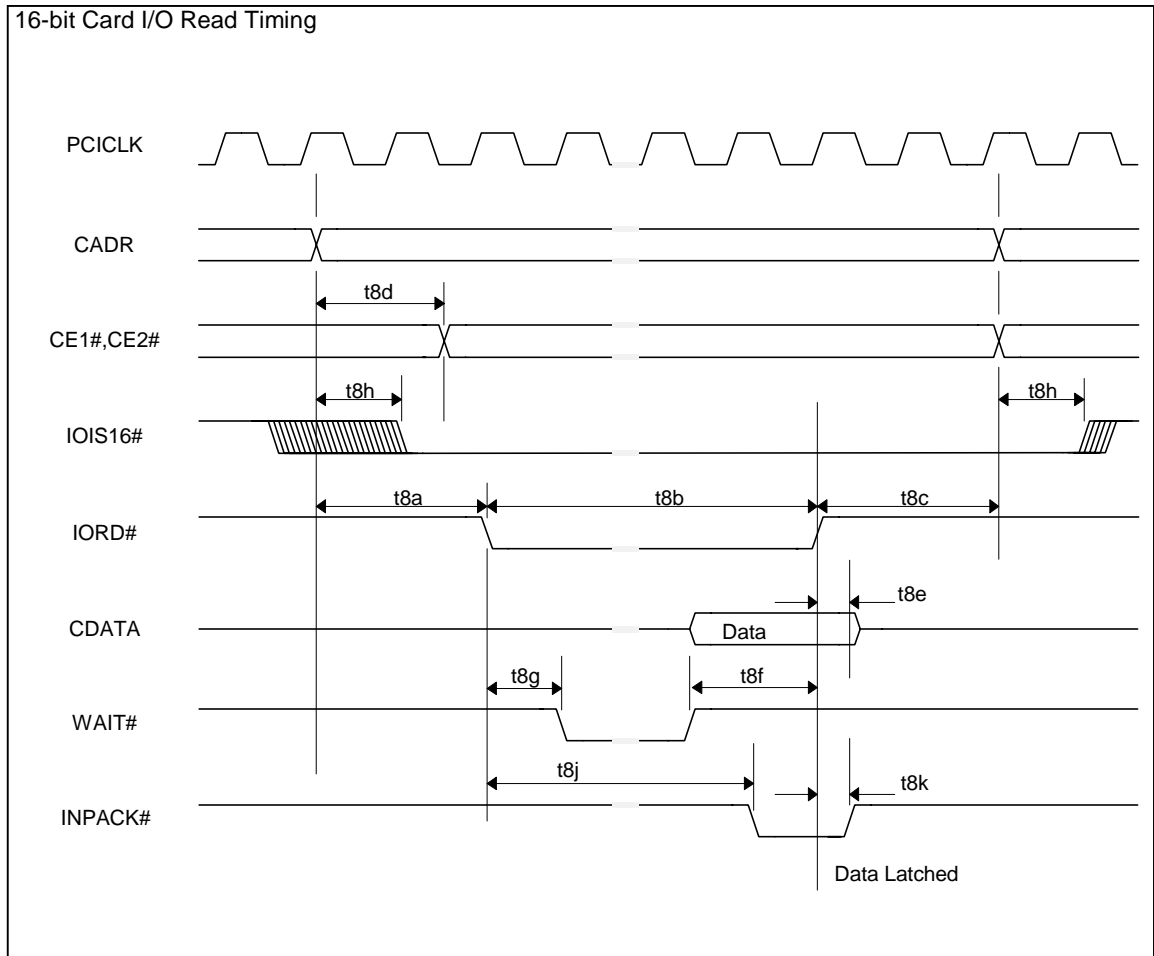 16-bit Card I/O Read Timing
PCICLK
CADR
t8d
CE1#,CE2#
t8h
t8h
IOIS16#
t8a
t8b
t8c
IORD#
t8e
CDATA
Data
t8g
t8f
WAIT#
t8j
t8k
INPACK#
Data Latched